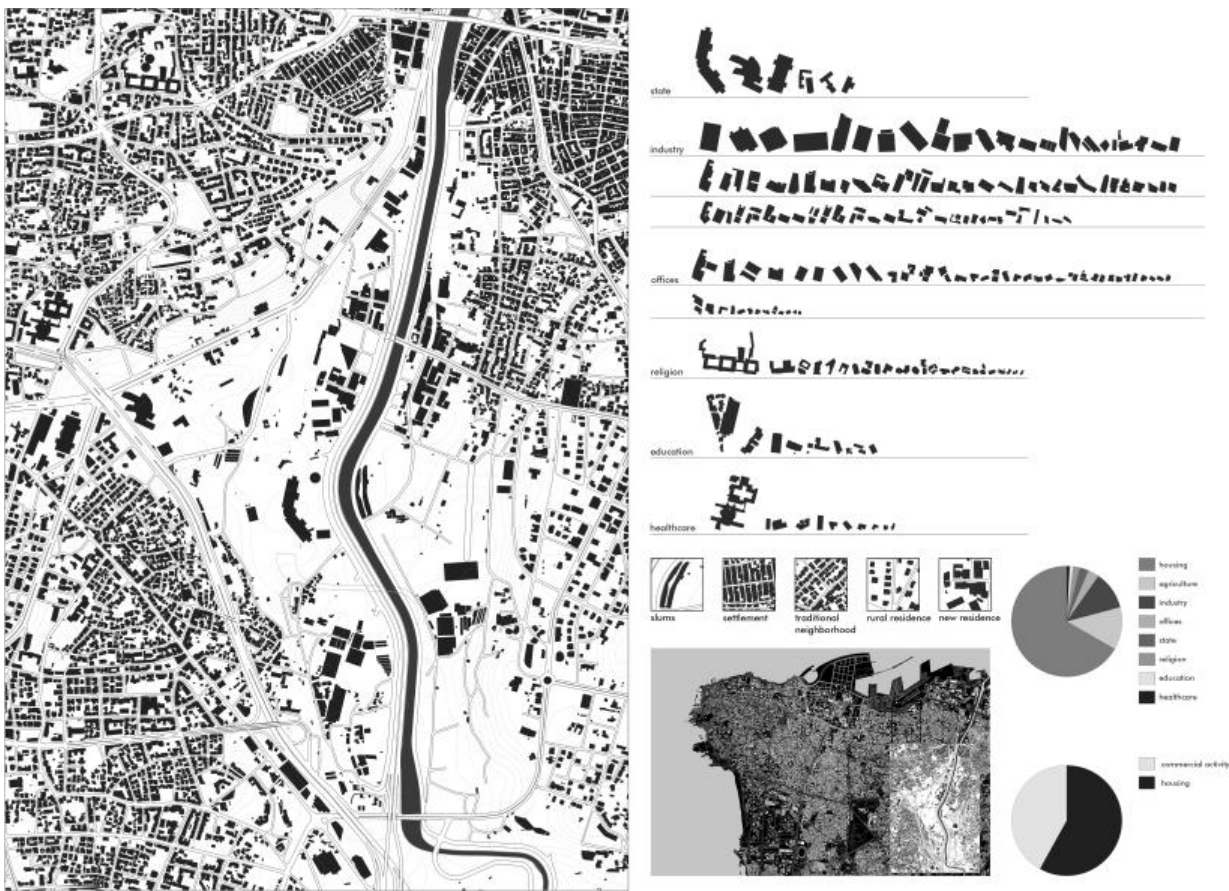 state
industry
offices
religion
education
healthcare
slums
settlement
traditional
neighborhood
rural residence
new residence
housing
agriculture
industry
offices
state
religion
education
healthcare
commercial activity
housing